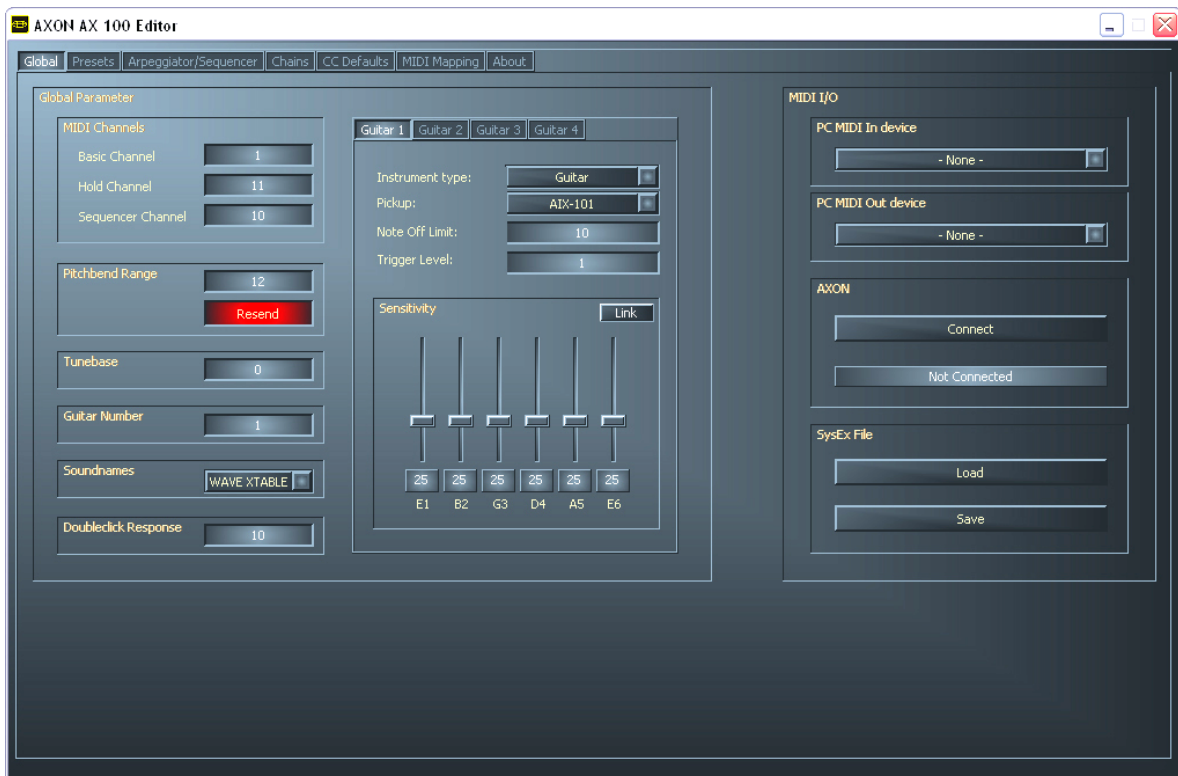 AXON AX 100 Editor
Global Presets Arpeggiator/Sequencer Chains CC Defaults MIDI Mapping About
Global Parameter
MIDI Channels
Basic Channel 1
Hold Channel 11
Sequencer Channel 10
Pitchbend Range 12
Resend
Tunebase 0
Guitar Number 1
Soundnames WAVE XTABLE
Doubleclick Response 10
Guitar 1 Guitar 2 Guitar 3 Guitar 4
Instrument type: Guitar
Pickup: AIX-101
Note Off Limit: 10
Trigger Level: 1
Sensitivity Link
25 25 25 25 25 25
E1 B2 G3 D4 A5 E6
MIDI I/O
PC MIDI In device
- None -
PC MIDI Out device
- None -
AXON
Connect
Not Connected
SysEx File
Load
Save